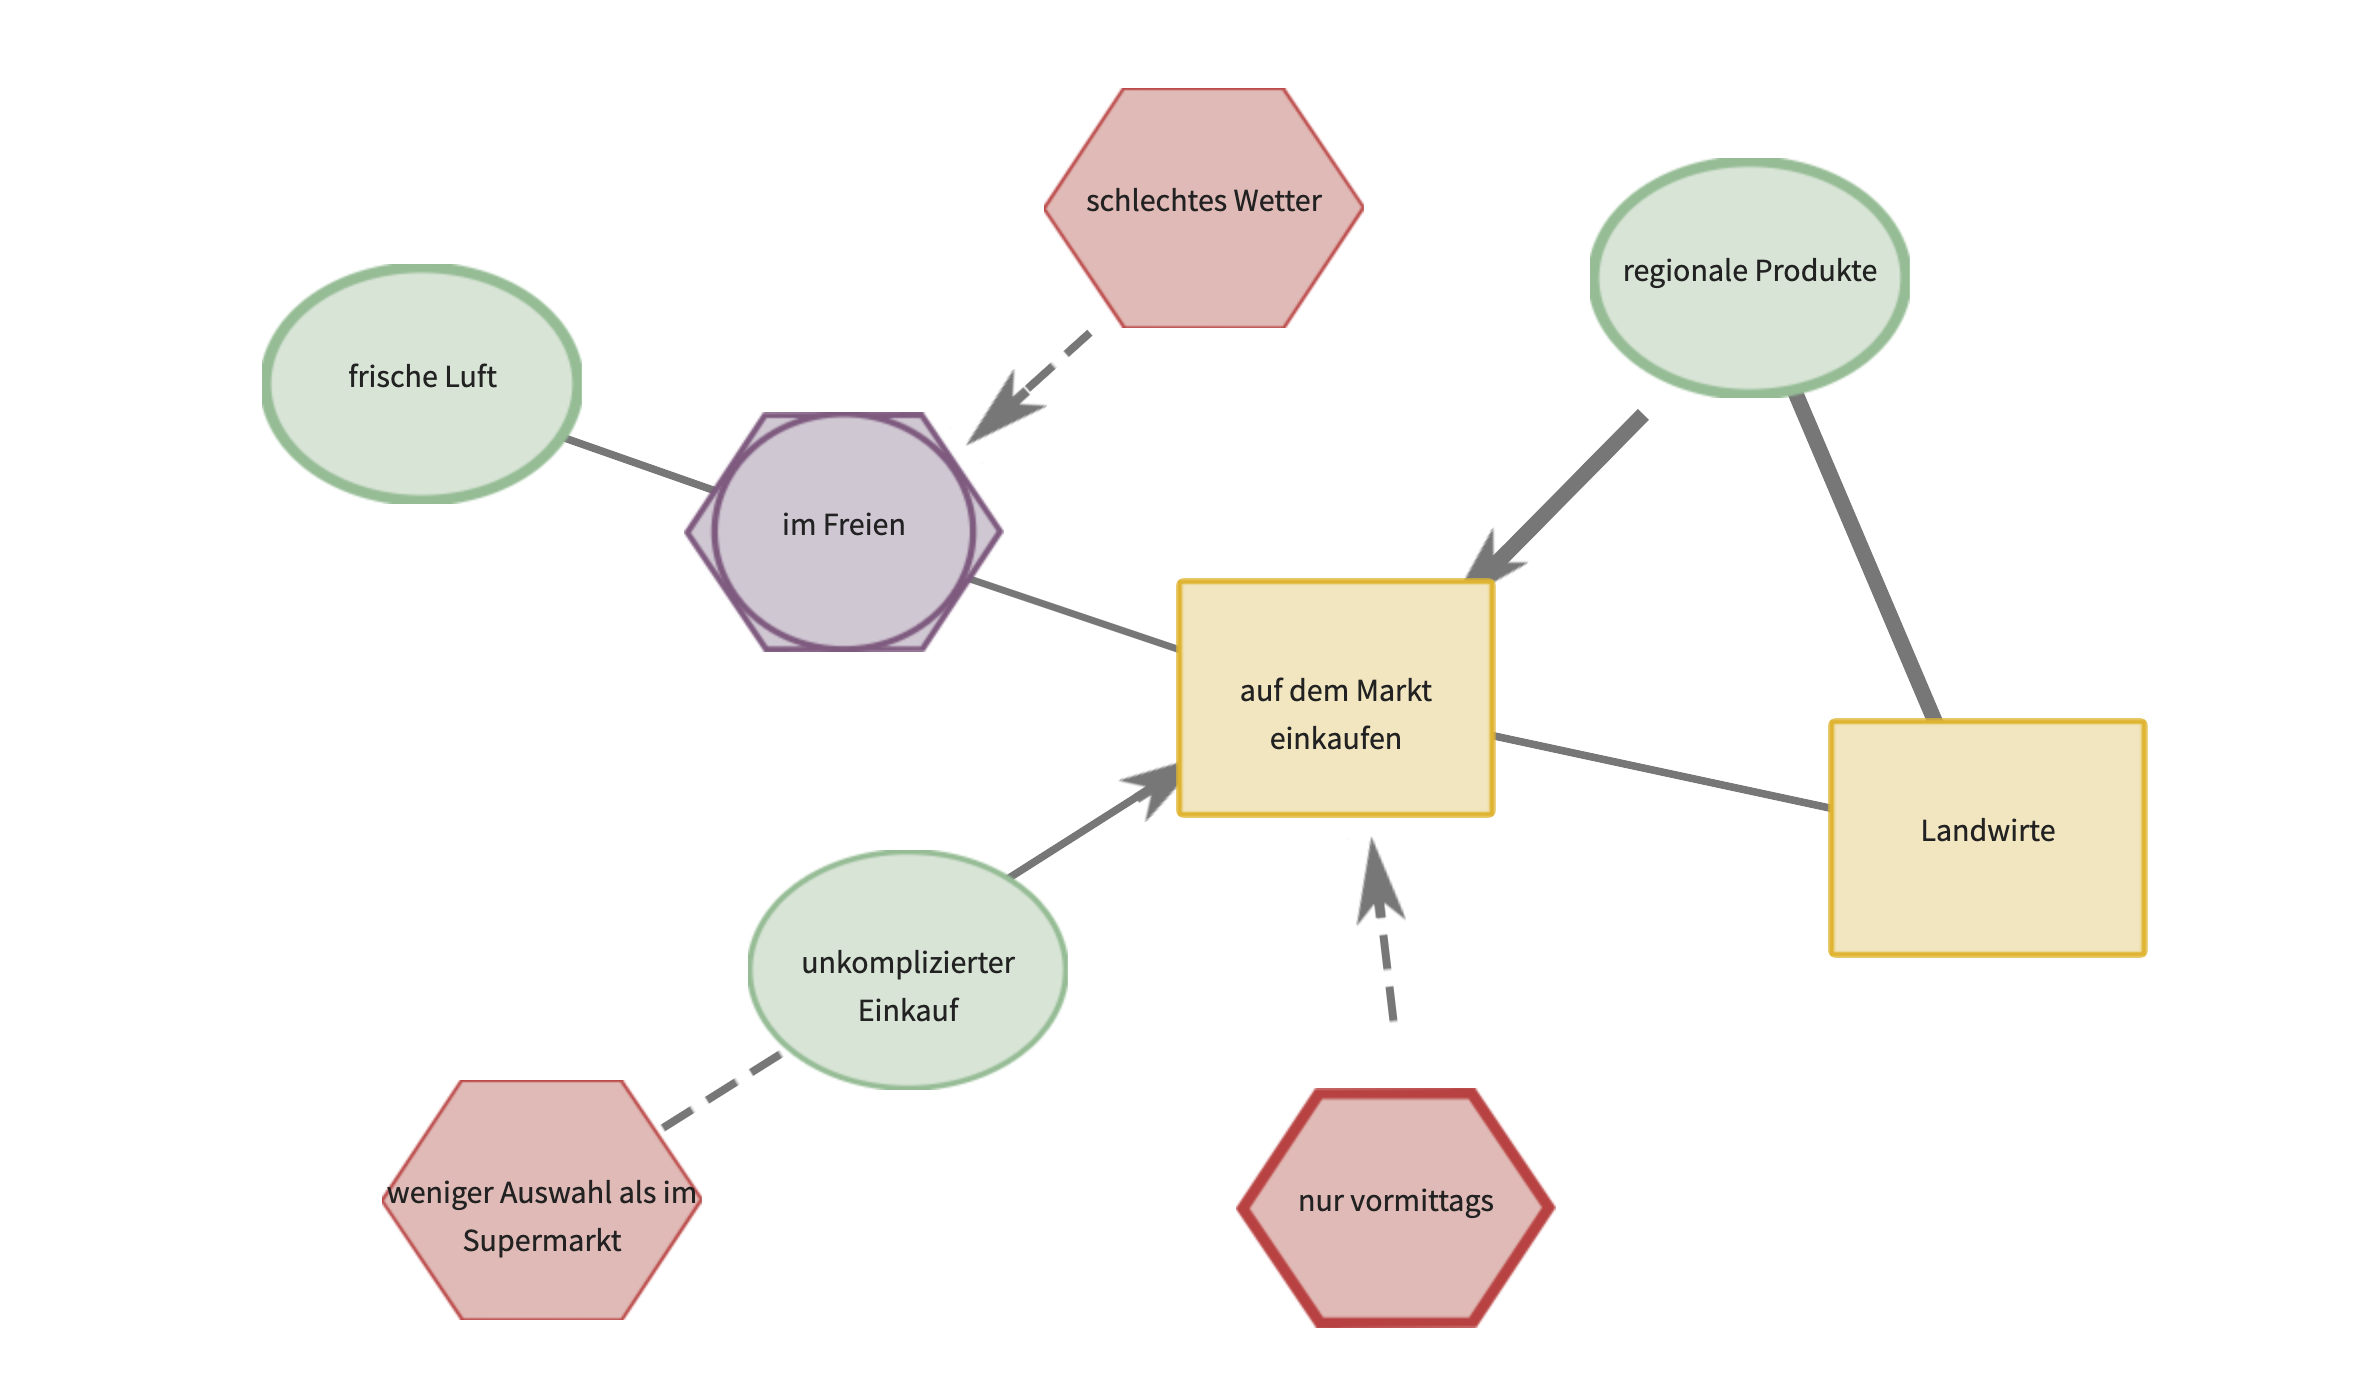 schlechtes Wetter
regionale Produkte
frische Luft
im Freien
auf dem Markt
einkaufen
Landwirte
unkomplizierter
Einkauf
weniger Auswahl als im
Supermarkt
nur vormittags